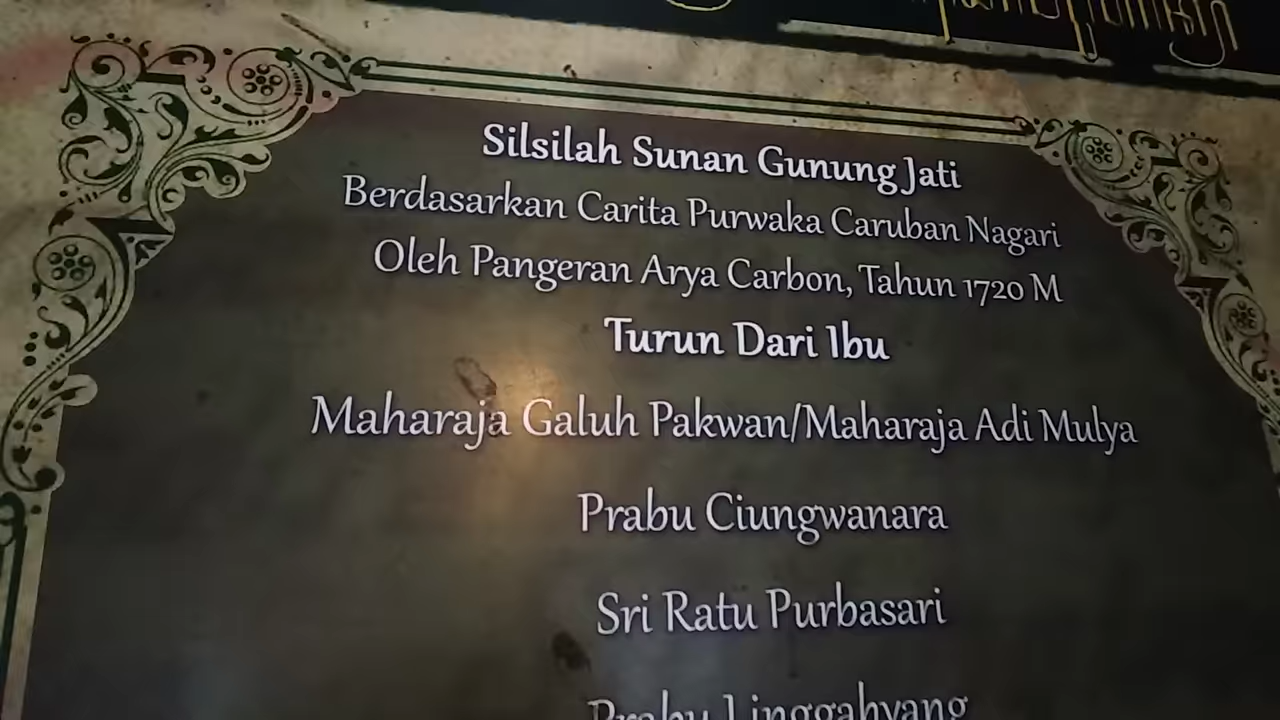 Silsilah Sunan Gunung Jati
Berdasarkan Carita Purwaka Caruban Nagari
Oleh Pangeran Arya Carbon, Tahun 1720 M
Turun Dari Ibu
Maharaja Galuh Pakwan/Maharaja Adi Mulya
Prabu Ciungwanara
Sri Ratu Purbasari
Prabu Linggahyang